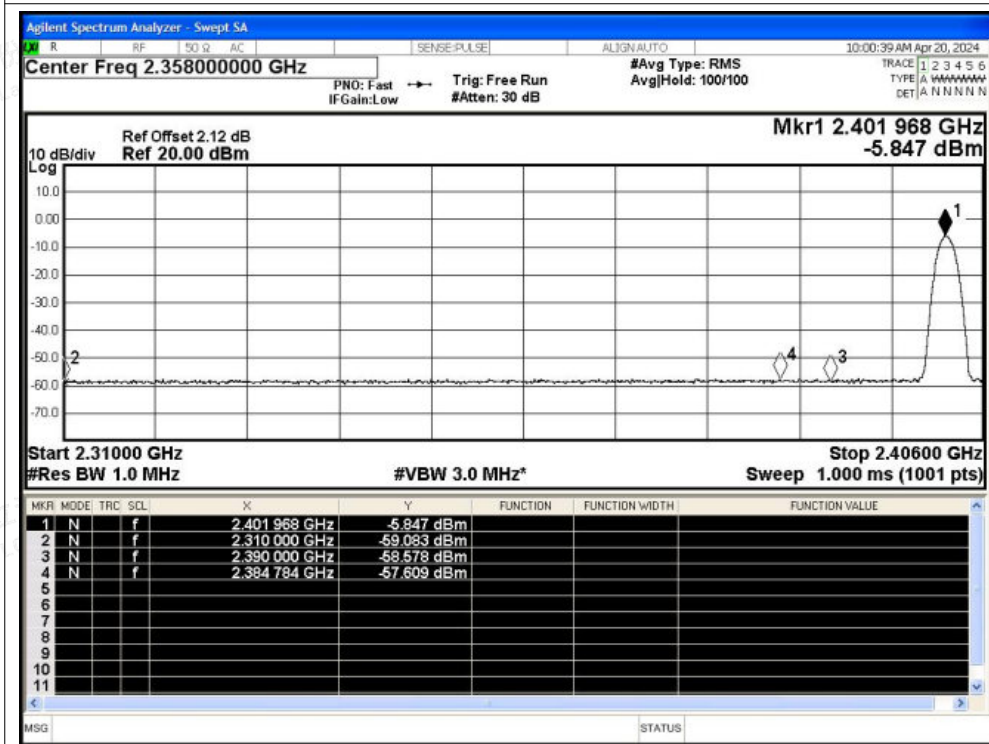 Agilent Spectrum Analyzer - Swept SA
R RF 50 Ω AC SENSE:PULSE ALIGN AUTO 10:00:39 AM Apr 20, 2024
Center Freq 2.358000000 GHz #Avg Type: RMS TRACE 1 2 3 4 5 6
PNO: Fast Trig: Free Run Avg|Hold: 100/100 TYPE A WWWWW
IFGain:Low #Atten: 30 dB DET A N N N N N
Mkr1 2.401 968 GHz
Ref Offset 2.12 dB
10 dB/div Ref 20.00 dBm -5.847 dBm
Log
10.0
1
0.00
-10.0
-20.0
-30.0
-40.0
-50.0 2 4 3
-60.0
-70.0
Start 2.31000 GHz Stop 2.40600 GHz
#Res BW 1.0 MHz #VBW 3.0 MHz* Sweep 1.000 ms (1001 pts)
MKR MODE TRC SCL X Y FUNCTION FUNCTION WIDTH FUNCTION VALUE
1 N f 2.401 968 GHz -5.847 dBm
2 N f 2.310 000 GHz -59.083 dBm
3 N f 2.390 000 GHz -58.578 dBm
4 N f 2.384 784 GHz -57.609 dBm
5
6
7
8
9
10
11
MSG STATUS